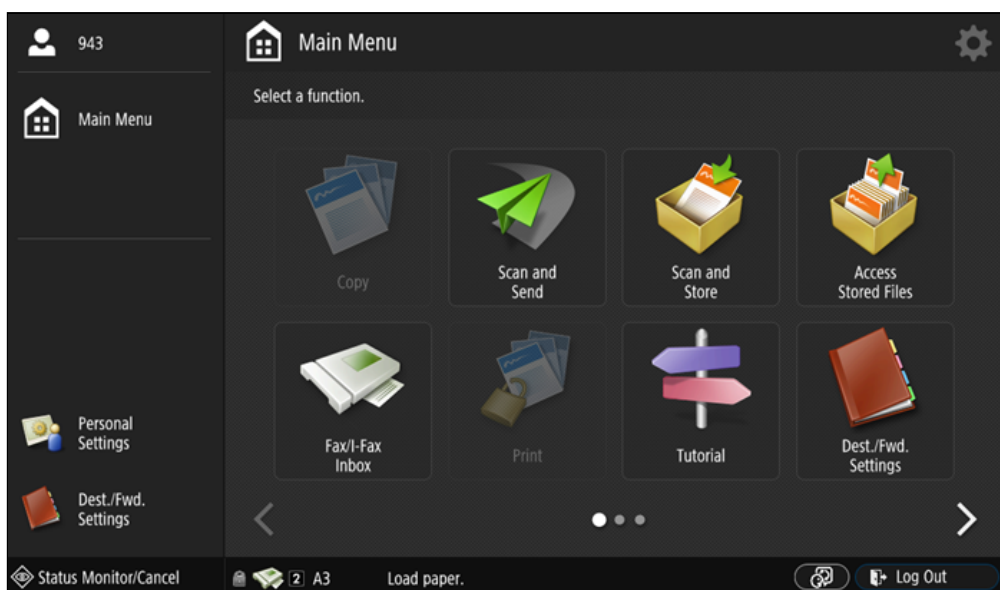 943
Main Menu
Main Menu
Select a function.
Copy
Scan and
Send
Scan and
Store
Access
Stored Files
Fax/I-Fax
Inbox
Print
Tutorial
Dest./Fwd.
Settings
Personal
Settings
Dest./Fwd.
Settings
Status Monitor/Cancel
2 A3 Load paper.
Log Out